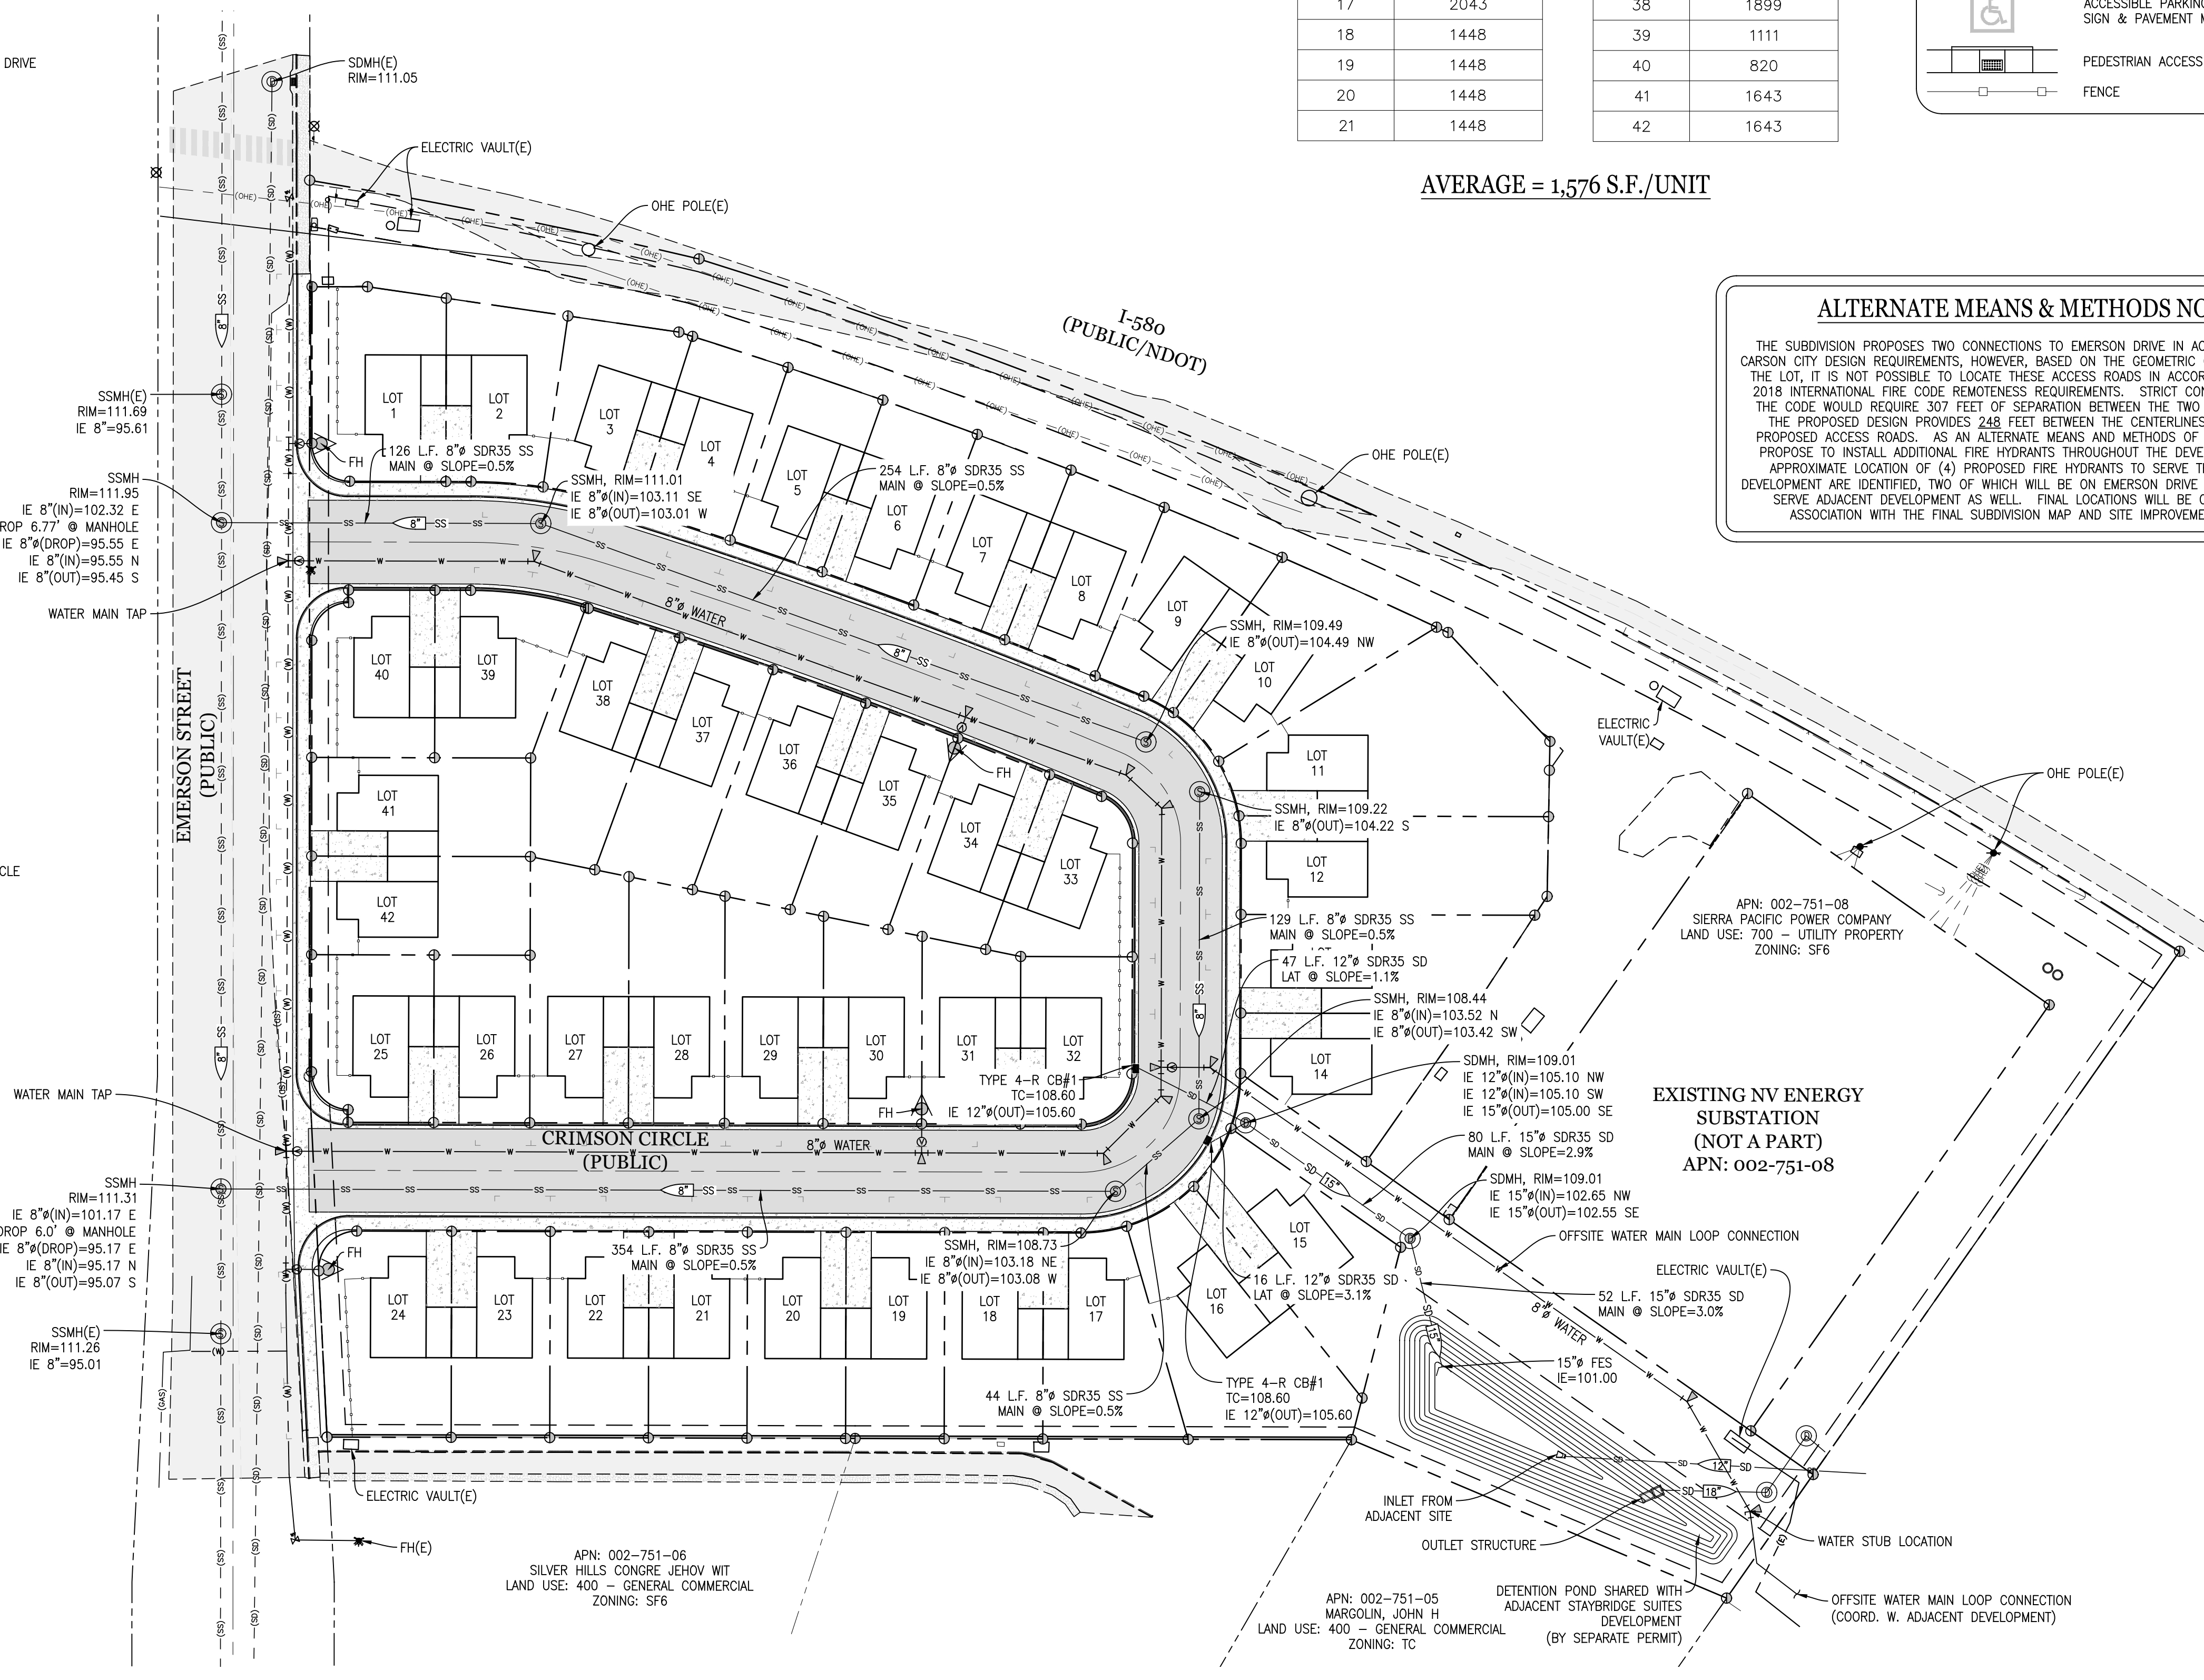 17 2043
18 1448
19 1448
20 1448
21 1448
38 1899
39 1111
40 820
41 1643
42 1643
AVERAGE = 1,576 S.F./UNIT
SIGN & PAVEMENT
PEDESTRIAN ACCESS
FENCE
ALTERNATE MEANS & METHODS
THE SUBDIVISION PROPOSES TWO CONNECTIONS TO EMERSON DRIVE IN
CARSON CITY DESIGN REQUIREMENTS, HOWEVER, BASED ON THE GEOMETRIC
THE LOT, IT IS NOT POSSIBLE TO LOCATE THESE ACCESS ROADS IN
2018 INTERNATIONAL FIRE CODE REMOTENESS REQUIREMENTS. STRICT
THE CODE WOULD REQUIRE 307 FEET OF SEPARATION BETWEEN THE TWO
THE PROPOSED DESIGN PROVIDES 248 FEET BETWEEN THE CENTERLINES
PROPOSED ACCESS ROADS. AS AN ALTERNATE MEANS AND METHODS OF
PROPOSE TO INSTALL ADDITIONAL FIRE HYDRANTS THROUGHOUT THE
APPROXIMATE LOCATION OF (4) PROPOSED FIRE HYDRANTS TO SERVE
DEVELOPMENT ARE IDENTIFIED, TWO OF WHICH WILL BE ON EMERSON DRIVE
SERVE ADJACENT DEVELOPMENT AS WELL. FINAL LOCATIONS WILL BE
ASSOCIATION WITH THE FINAL SUBDIVISION MAP AND SITE
DRIVE
SDMH(E)
RIM=111.05
ELECTRIC VAULT(E)
OHE POLE(E)
I-580
(PUBLIC/NDOT)
OHE POLE(E)
SSMH(E)
RIM=111.69
IE 8"=95.61
SSMH
RIM=111.95
IE 8"(IN)=102.32 E
6.77' @ MANHOLE
IE 8"ø(DROP)=95.55 E
IE 8"(IN)=95.55 N
IE 8"(OUT)=95.45 S
WATER MAIN TAP
EMERSON STREET
(PUBLIC)
LOT
1
LOT
2
LOT
3
LOT
4
LOT
5
LOT
6
LOT
7
LOT
8
LOT
9
LOT
10
LOT
11
LOT
12
LOT
14
LOT
15
LOT
16
FH
126 L.F. 8"ø SDR35 SS
MAIN @ SLOPE=0.5%
SSMH, RIM=111.01
IE 8"ø(IN)=103.11 SE
IE 8"ø(OUT)=103.01 W
254 L.F. 8"ø SDR35 SS
MAIN @ SLOPE=0.5%
8"ø WATER
SSMH, RIM=109.49
IE 8"ø(OUT)=104.49 NW
LOT
40
LOT
39
LOT
38
LOT
37
LOT
36
LOT
35
LOT
34
LOT
33
LOT
41
LOT
42
FH
SSMH, RIM=109.22
IE 8"ø(OUT)=104.22 S
ELECTRIC
VAULT(E)
OHE POLE(E)
APN: 002-751-08
SIERRA PACIFIC POWER COMPANY
LAND USE: 700 – UTILITY PROPERTY
ZONING: SF6
129 L.F. 8"ø SDR35 SS
MAIN @ SLOPE=0.5%
47 L.F. 12"ø SDR35 SD
LAT @ SLOPE=1.1%
SSMH, RIM=108.44
IE 8"ø(IN)=103.52 N
IE 8"ø(OUT)=103.42 SW
SDMH, RIM=109.01
IE 12"ø(IN)=105.10 NW
IE 12"ø(IN)=105.10 SW
IE 15"ø(OUT)=105.00 SE
80 L.F. 15"ø SDR35 SD
MAIN @ SLOPE=2.9%
SDMH, RIM=109.01
IE 15"ø(IN)=102.65 NW
IE 15"ø(OUT)=102.55 SE
EXISTING NV ENERGY
SUBSTATION
(NOT A PART)
APN: 002-751-08
OFFSITE WATER MAIN LOOP CONNECTION
ELECTRIC VAULT(E)
52 L.F. 15"ø SDR35 SD
MAIN @ SLOPE=3.0%
8"ø WATER
15"ø FES
IE=101.00
LOT
25
LOT
26
LOT
27
LOT
28
LOT
29
LOT
30
LOT
31
LOT
32
TYPE 4-R CB#1
TC=108.60
IE 12"ø(OUT)=105.60
FH
CRIMSON CIRCLE
(PUBLIC)
8"ø WATER
WATER MAIN TAP
SSMH
RIM=111.31
IE 8"ø(IN)=101.17 E
6.0' @ MANHOLE
IE 8"ø(DROP)=95.17 E
IE 8"(IN)=95.17 N
IE 8"(OUT)=95.07 S
SSMH(E)
RIM=111.26
IE 8"=95.01
FH
354 L.F. 8"ø SDR35 SS
MAIN @ SLOPE=0.5%
SSMH, RIM=108.73
IE 8"ø(IN)=103.18 NE
IE 8"ø(OUT)=103.08 W
LOT
24
LOT
23
LOT
22
LOT
21
LOT
20
LOT
19
LOT
18
LOT
17
16 L.F. 12"ø SDR35 SD
LAT @ SLOPE=3.1%
44 L.F. 8"ø SDR35 SS
MAIN @ SLOPE=0.5%
TYPE 4-R CB#1
TC=108.60
IE 12"ø(OUT)=105.60
ELECTRIC VAULT(E)
FH(E)
APN: 002-751-06
SILVER HILLS CONGRE JEHOV WIT
LAND USE: 400 – GENERAL COMMERCIAL
ZONING: SF6
INLET FROM
ADJACENT SITE
OUTLET STRUCTURE
APN: 002-751-05
MARGOLIN, JOHN H
LAND USE: 400 – GENERAL COMMERCIAL
ZONING: TC
DETENTION POND SHARED WITH
ADJACENT STAYBRIDGE SUITES
DEVELOPMENT
(BY SEPARATE PERMIT)
WATER STUB LOCATION
OFFSITE WATER MAIN LOOP CONNECTION
(COORD. W. ADJACENT DEVELOPMENT)